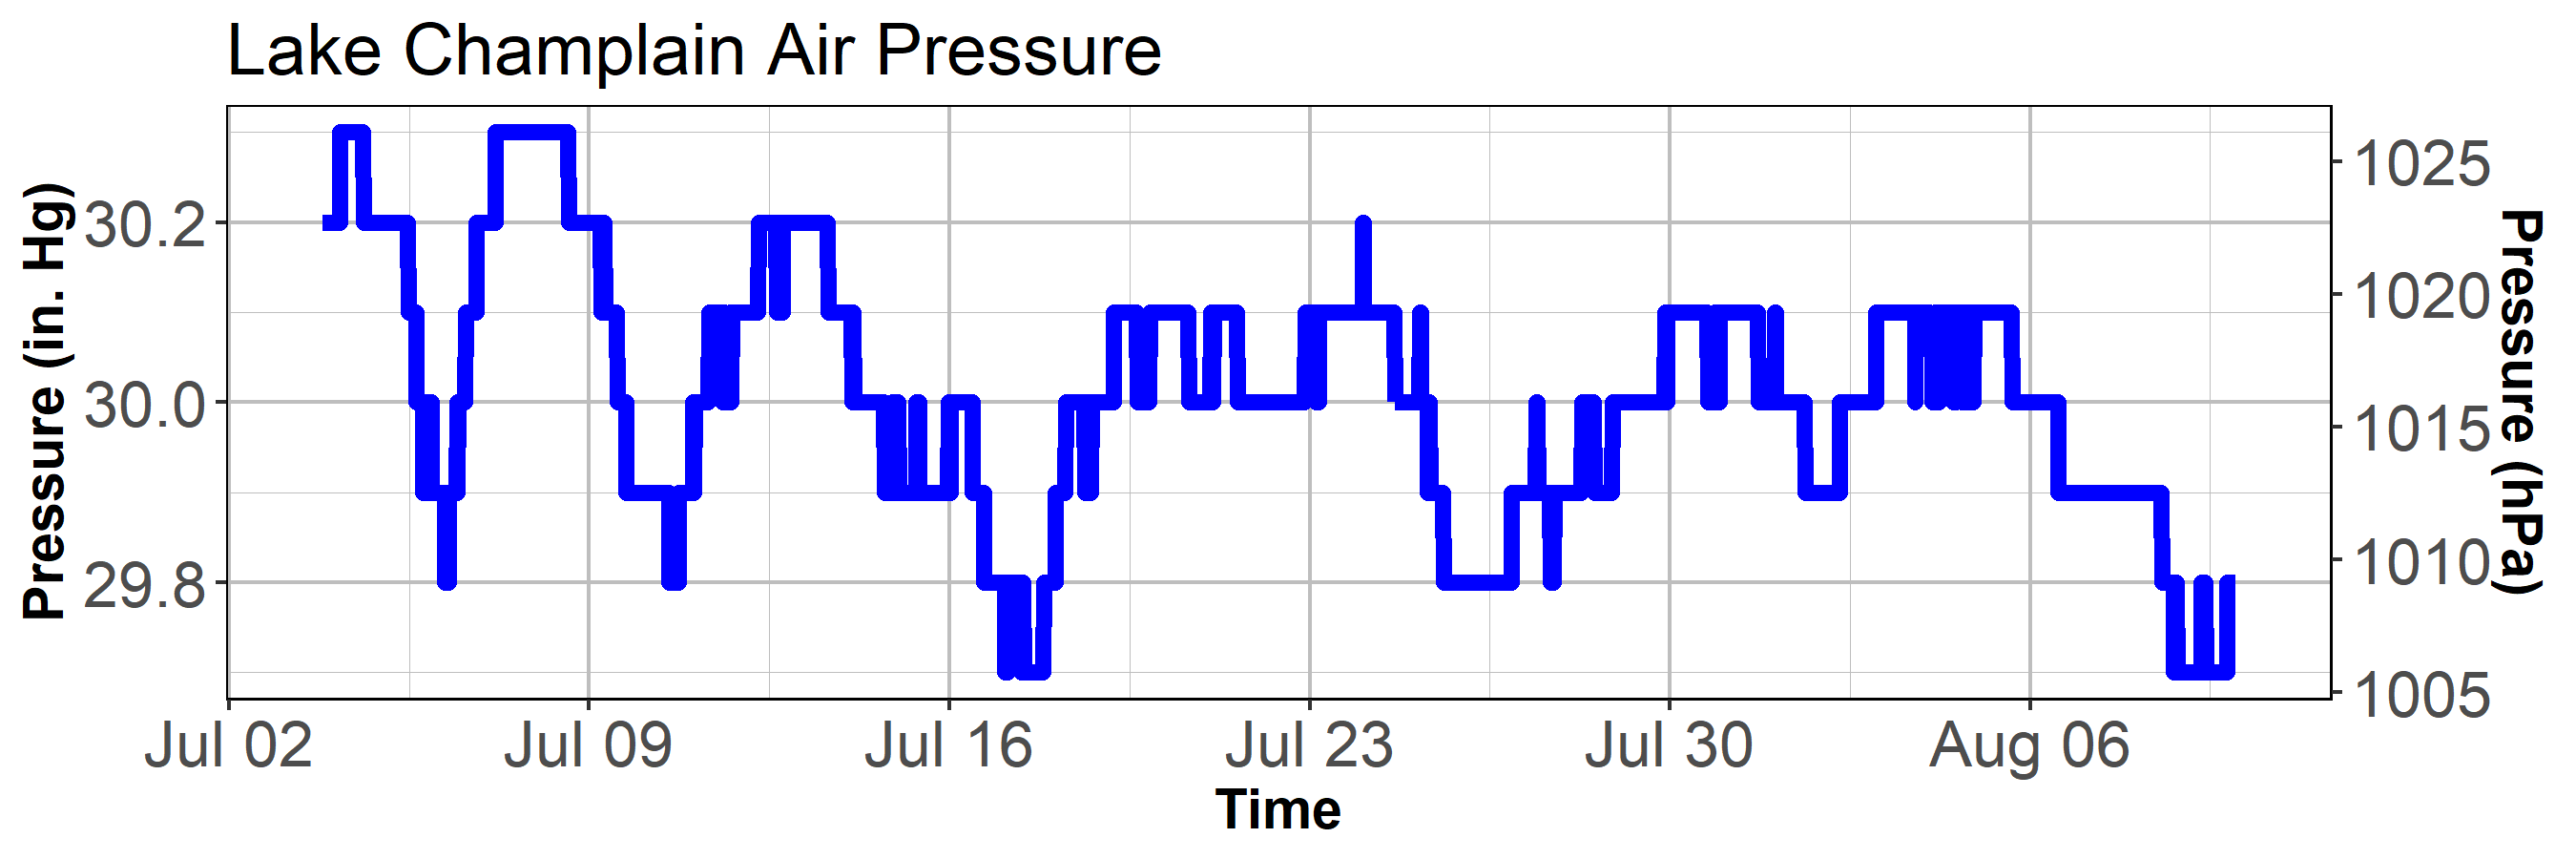 Lake Champlain Air Pressure
Pressure (in. Hg)
30.2
30.0
29.8
1025
1020
1015
1010
1005
Pressure (hPa)
Jul 02 Jul 09 Jul 16 Jul 23 Jul 30 Aug 06
Time